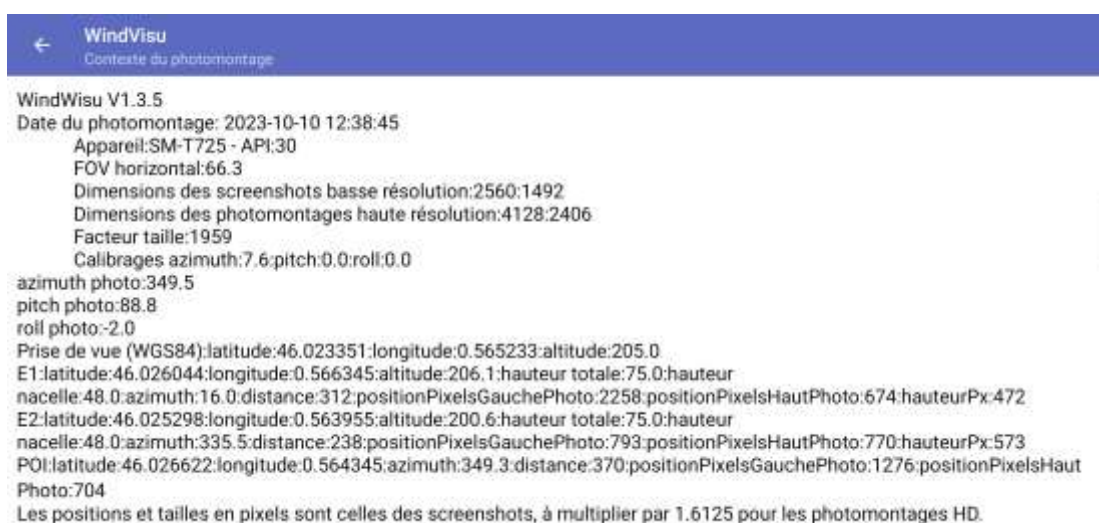 WindVisu
Contexte du photomontage
WindWisu V1.3.5
Date du photomontage: 2023-10-10 12:38:45
Appareil:SM-T725 - API:30
FOV horizontal:66.3
Dimensions des screenshots basse résolution:2560:1492
Dimensions des photomontages haute résolution:4128:2406
Facteur taille:1959
Calibrages azimuth:7.6:pitch:0.0:roll:0.0
azimuth photo:349.5
pitch photo:88.8
roll photo:-2.0
Prise de vue (WGS84):latitude:46.023351:longitude:0.565233:altitude:205.0
E1:latitude:46.026044:longitude:0.566345:altitude:206.1:hauteur totale:75.0:hauteur
nacelle:48.0:azimuth:16.0:distance:312:positionPixelsGauchePhoto:2258:positionPixelsHautPhoto:674:hauteurPx:472
E2:latitude:46.025298:longitude:0.563955:altitude:200.6:hauteur totale:75.0:hauteur
nacelle:48.0:azimuth:335.5:distance:238:positionPixelsGauchePhoto:793:positionPixelsHautPhoto:770:hauteurPx:573
POI:latitude:46.026622:longitude:0.564345:azimuth:349.3:distance:370:positionPixelsGauchePhoto:1276:positionPixelsHaut
Photo:704
Les positions et tailles en pixels sont celles des screenshots, à multiplier par 1.6125 pour les photomontages HD.